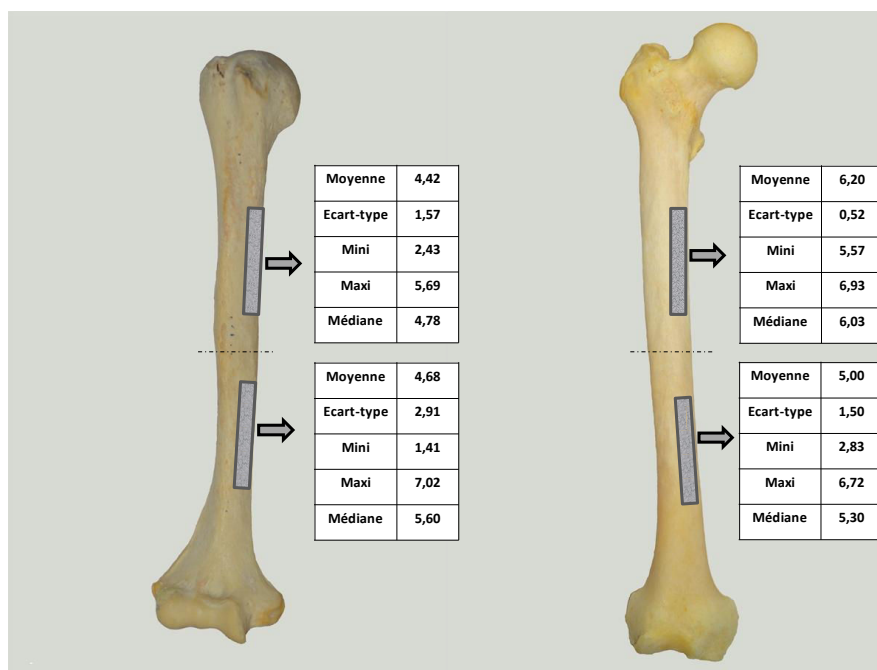 Moyenne 4,42
Ecart-type 1,57
Mini 2,43
Maxi 5,69
Médiane 4,78
Moyenne 4,68
Ecart-type 2,91
Mini 1,41
Maxi 7,02
Médiane 5,60
Moyenne 6,20
Ecart-type 0,52
Mini 5,57
Maxi 6,93
Médiane 6,03
Moyenne 5,00
Ecart-type 1,50
Mini 2,83
Maxi 6,72
Médiane 5,30